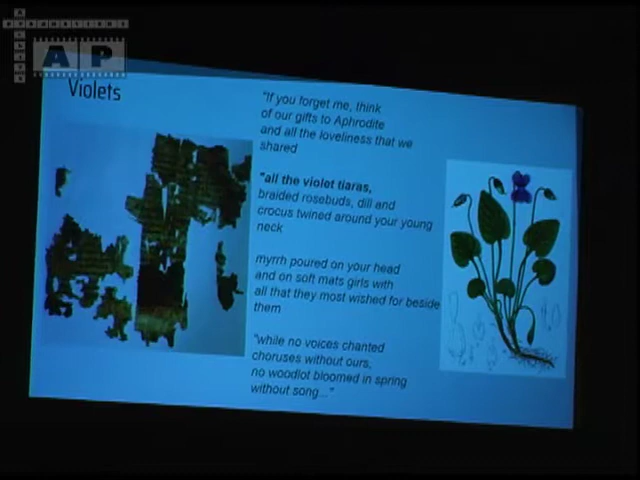 AP
Violets
"If you forget me, think
of our gifts to Aphrodite
and all the loveliness that we
shared
"all the violet tiaras,
braided rosebuds, dill and
crocus twined around your young
neck
myrrh poured on your head
and on soft mats girls with
all that they most wished for beside
them
"while no voices chanted
choruses without ours,
no woodlot bloomed in spring
without song..."